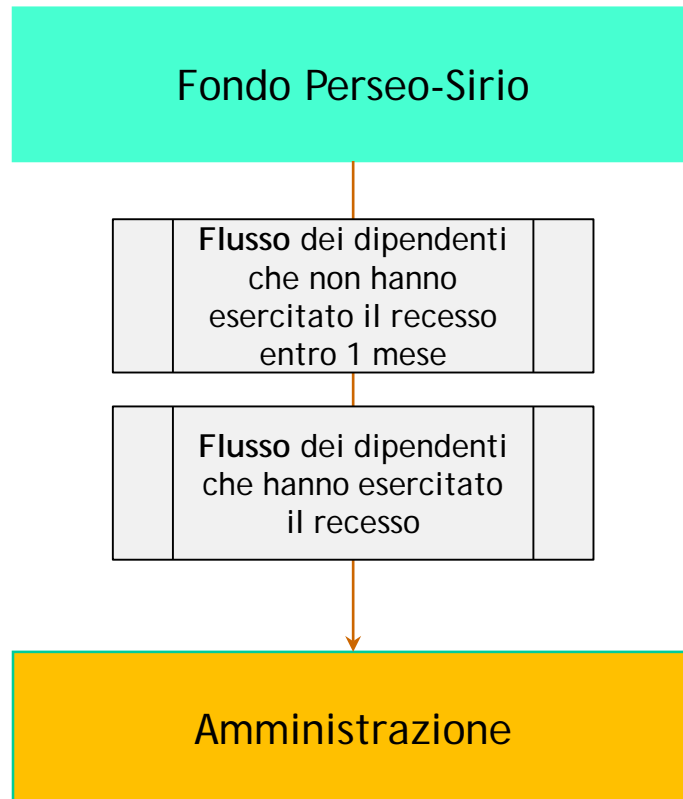 Fondo Perseo-Sirio
Flusso dei dipendenti
che non hanno
esercitato il recesso
entro 1 mese
Flusso dei dipendenti
che hanno esercitato
il recesso
Amministrazione